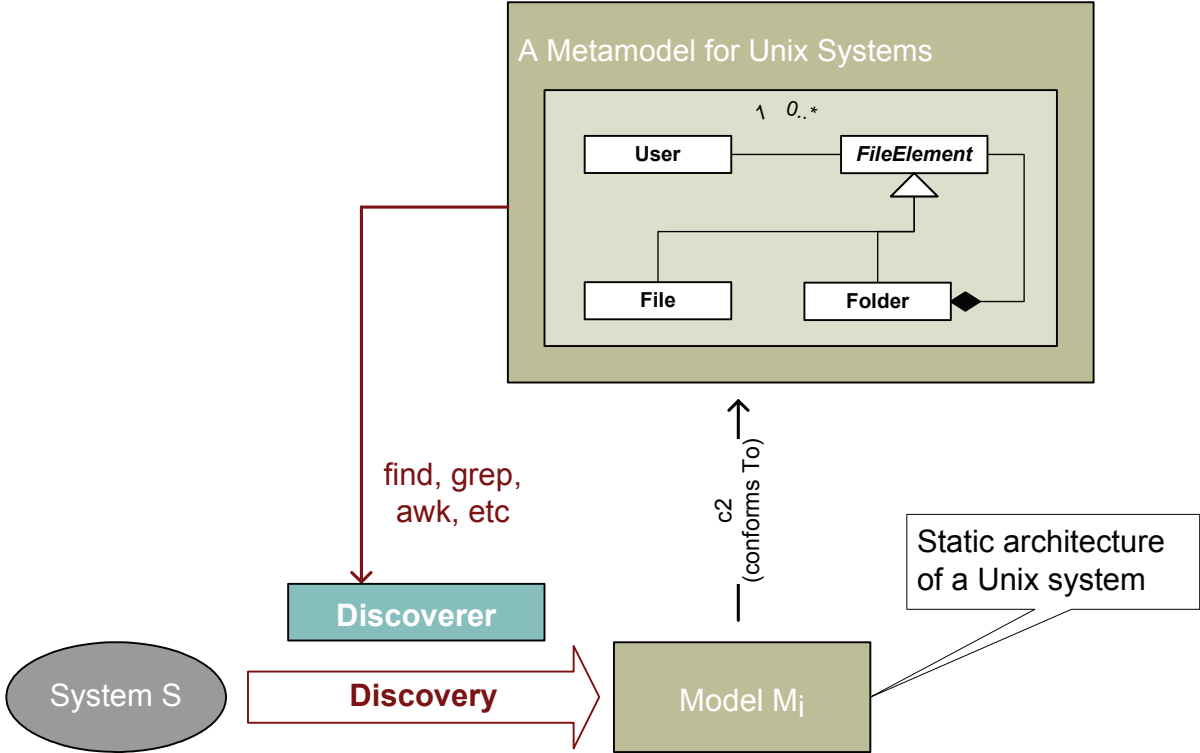 A Metamodel for Unix Systems
1 0..*
User
FileElement
File
Folder
find, grep,
awk, etc
c2
(conforms To)
Static architecture
of a Unix system
Discoverer
System S
Discovery
Model Mi